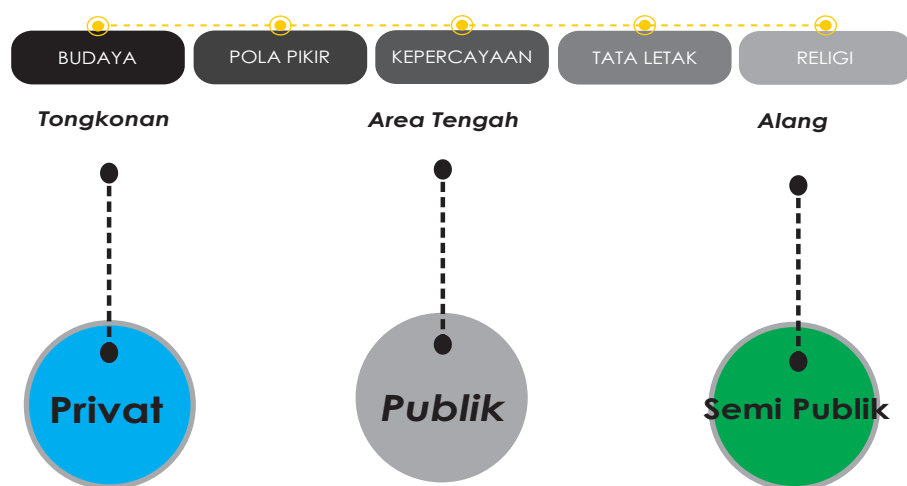 BUDAYA
POLA PIKIR
KEPERCAYAAN
TATA LETAK
RELIGI
Tongkonan
Area Tengah
Alang
Privat
Publik
Semi Publik